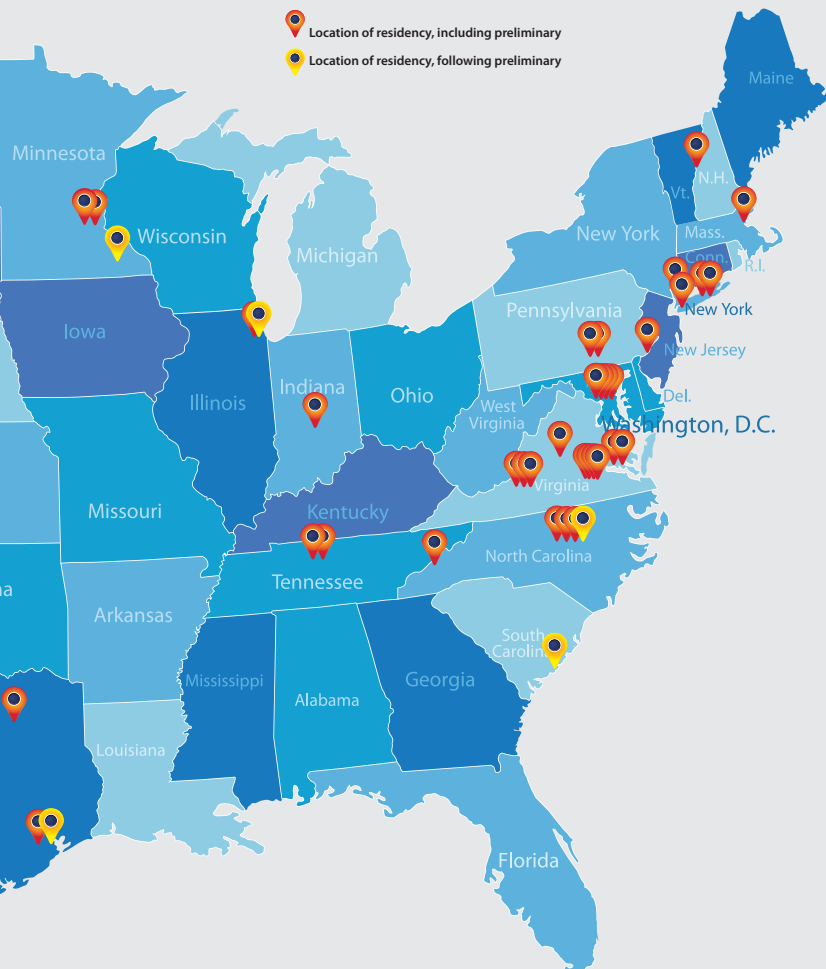 Location of residency, including preliminary
Location of residency, following preliminary
Maine
Minnesota
N.H.
Vt.
Wisconsin
New York
Mass.
Michigan
Conn.
R.I.
Pennsylvania
New York
Iowa
New Jersey
Indiana
Ohio
Del.
Illinois
West
Virginia
Washington, D.C.
Virginia
Missouri
Kentucky
North Carolina
Tennessee
na
Arkansas
South
Carolina
Mississippi
Georgia
Alabama
Louisiana
Florida